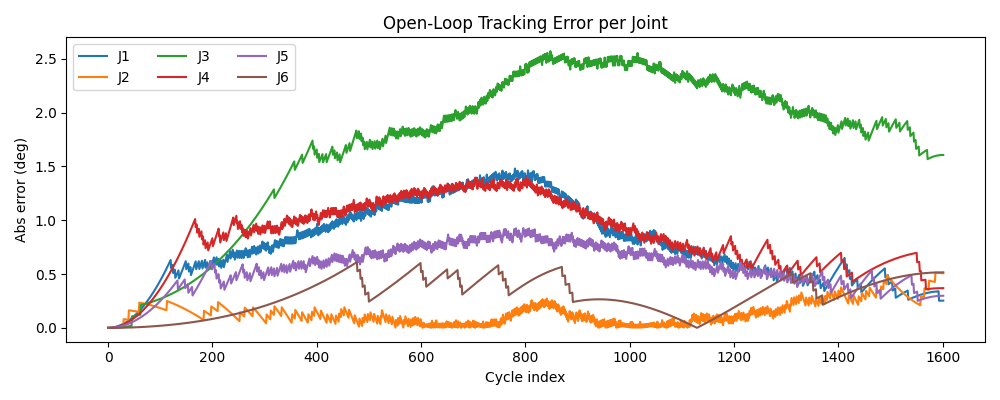 Open-Loop Tracking Error per Joint
J1 J3 J5
J2 J4 J6
Abs error (deg)
2.5
2.0
1.5
1.0
0.5
0.0
0 200 400 600 800 1000 1200 1400 1600
Cycle index